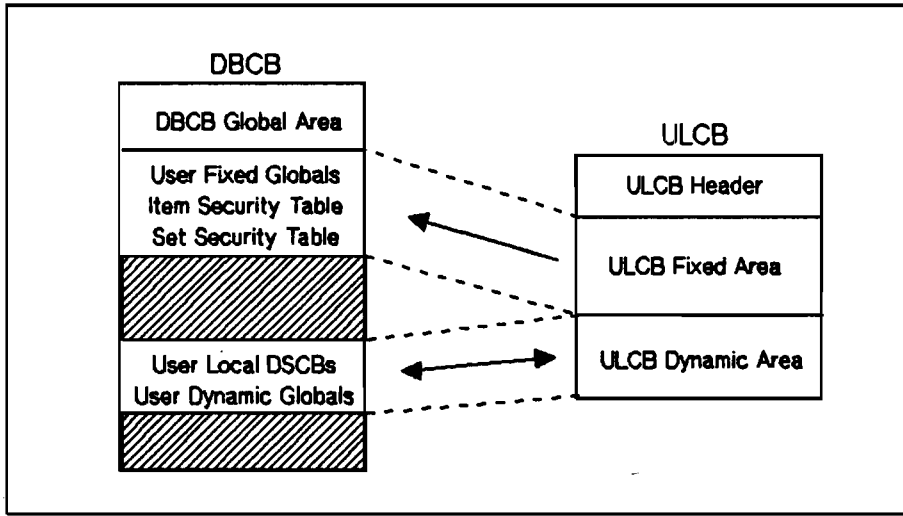 DBCB
DBCB Global Area
User Fixed Globals
Item Security Table
Set Security Table
User Local DSCBs
User Dynamic Globals
ULCB
ULCB Header
ULCB Fixed Area
ULCB Dynamic Area